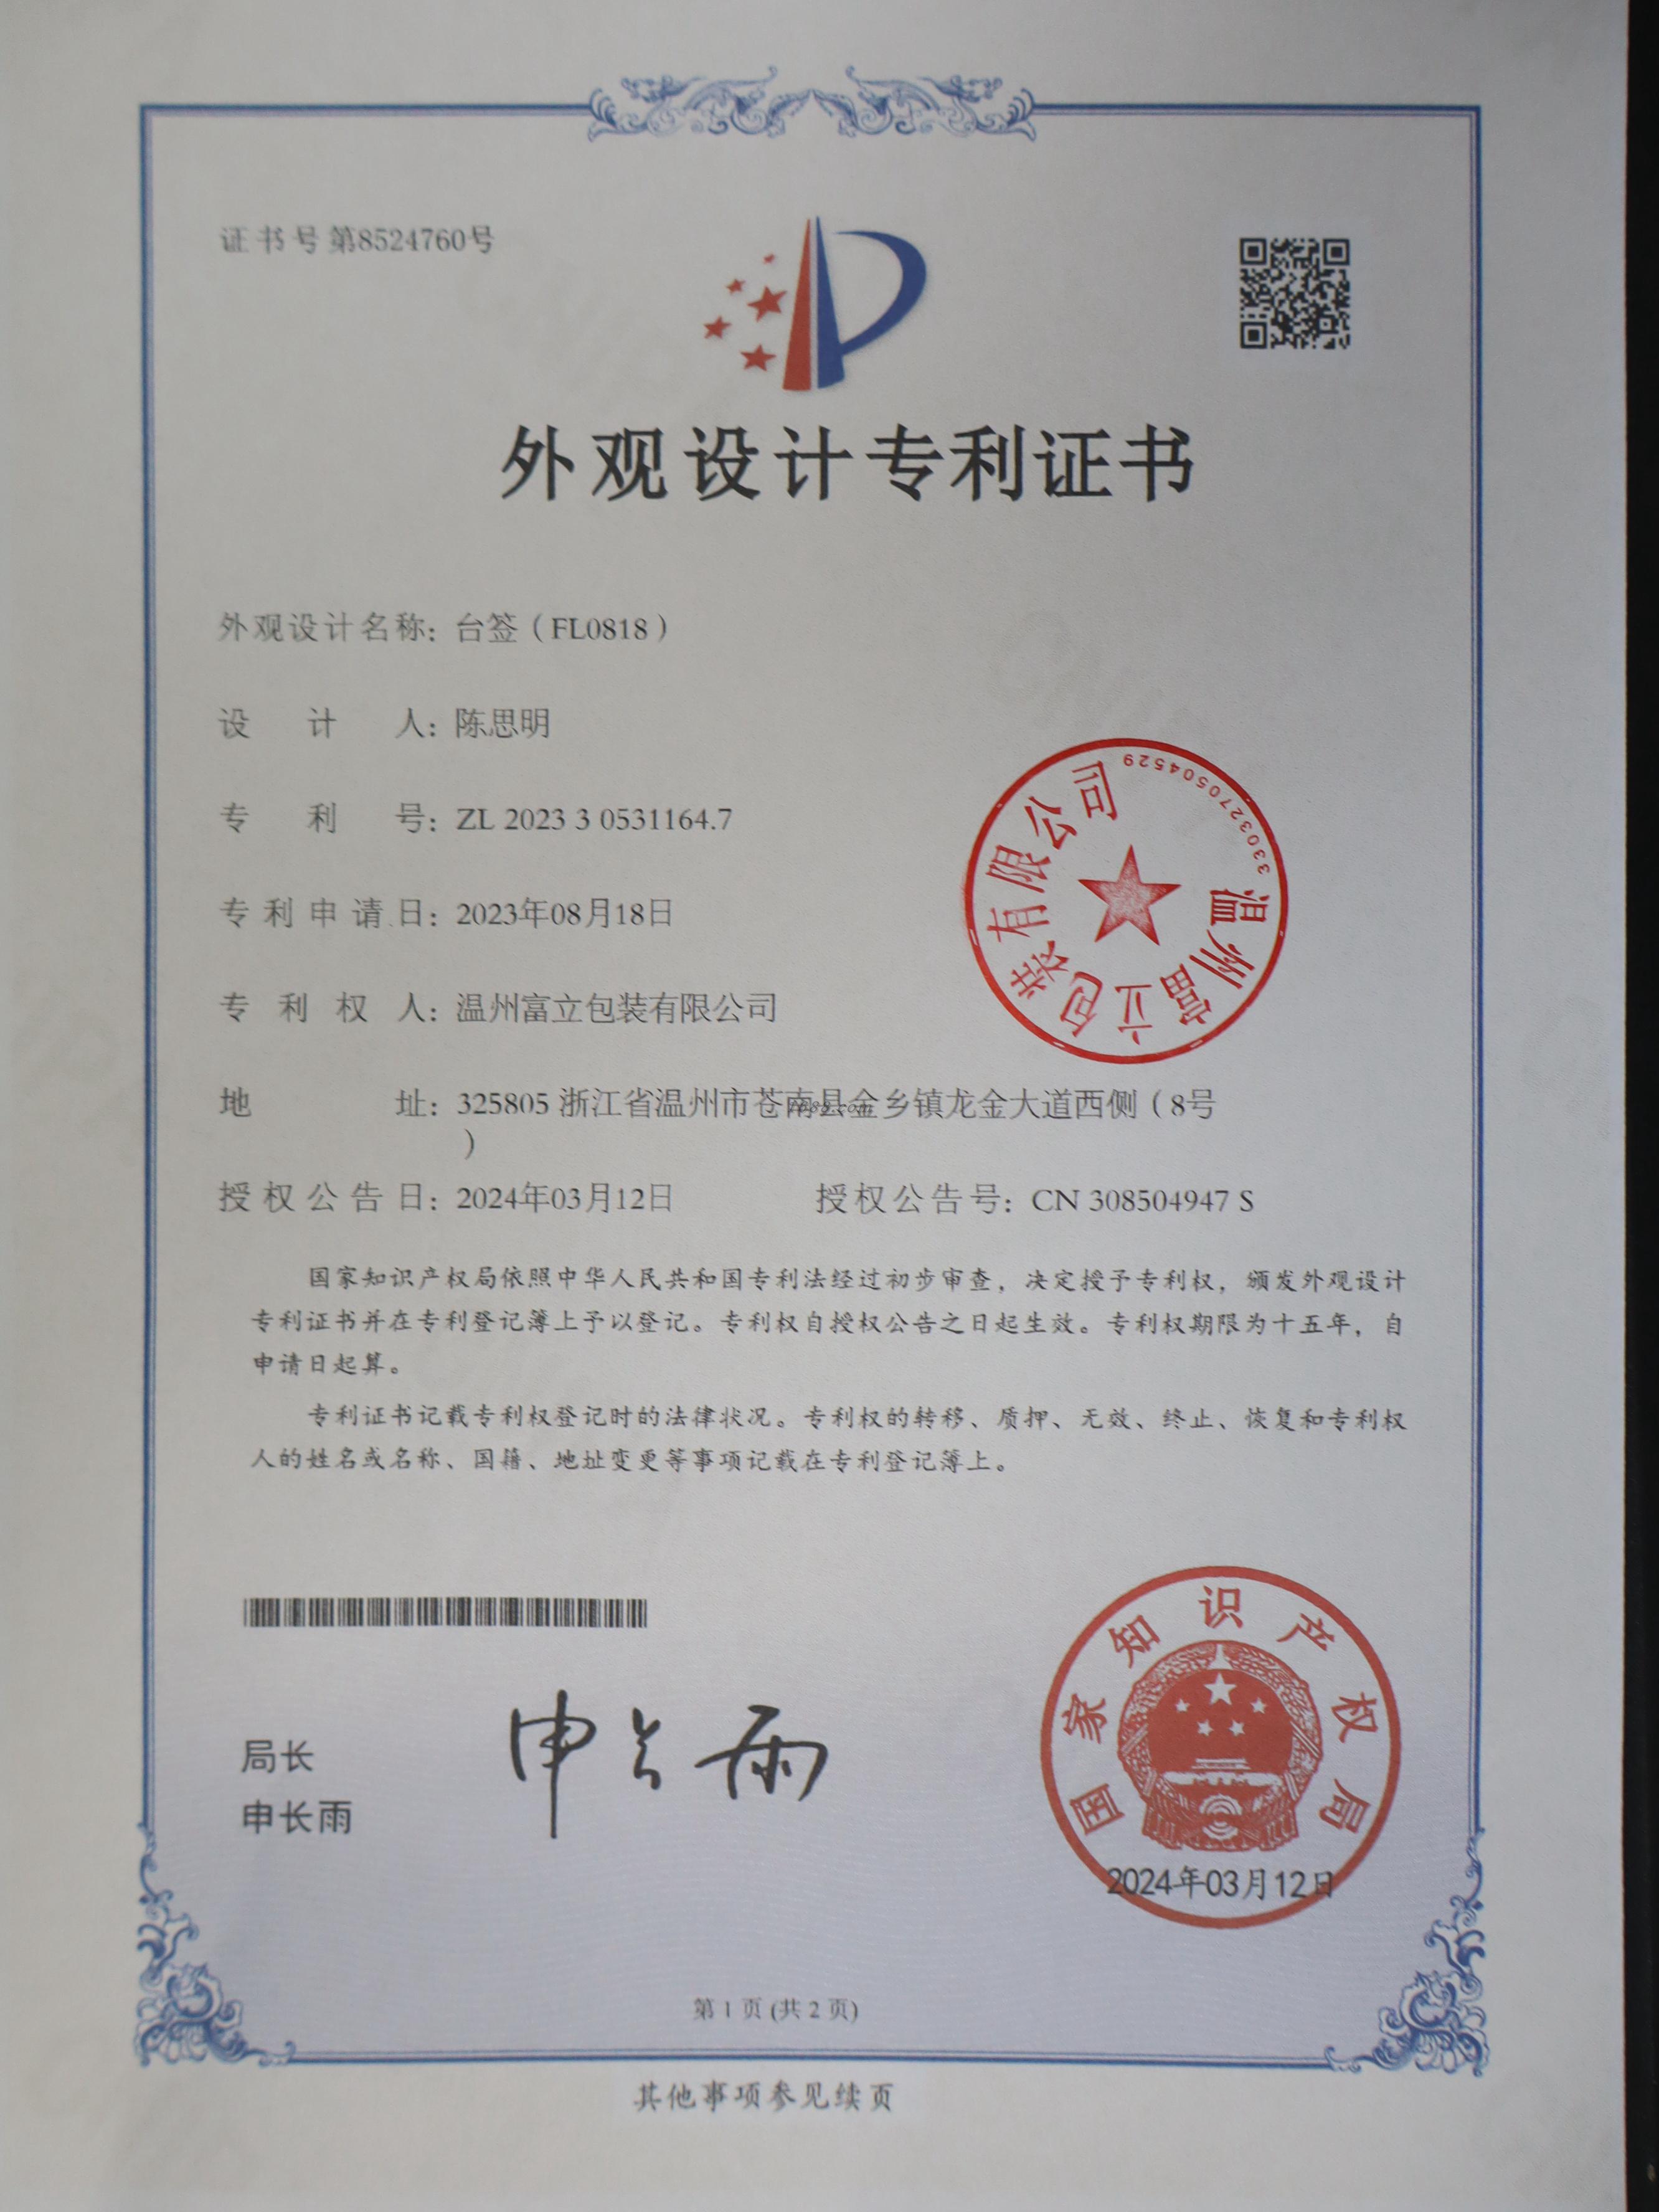 证书号第8524760号
外观设计专利证书
外观设计名称：台签（FL0818）
设计人：陈思明
专利号：ZL 2023 3 0531164.7
专利申请日：2023年08月18日
专利权人：温州富立包装有限公司
温州富立包装有限公司
3303270504529
地址：325805 浙江省温州市苍南县金乡镇龙金大道西侧（8号
）
授权公告日：2024年03月12日 授权公告号：CN 308504947 S
国家知识产权局依照中华人民共和国专利法经过初步审查，决定授予专利权，颁发外观设计
专利证书并在专利登记簿上予以登记。专利权自授权公告之日起生效。专利权期限为十五年，自
申请日起算。
专利证书记载专利权登记时的法律状况。专利权的转移、质押、无效、终止、恢复和专利权
人的姓名或名称、国籍、地址变更等事项记载在专利登记簿上。
局长
申长雨
申长雨
国家知识产权局
2024年03月12日
第 1 页 (共 2 页)
其他事项参见续页